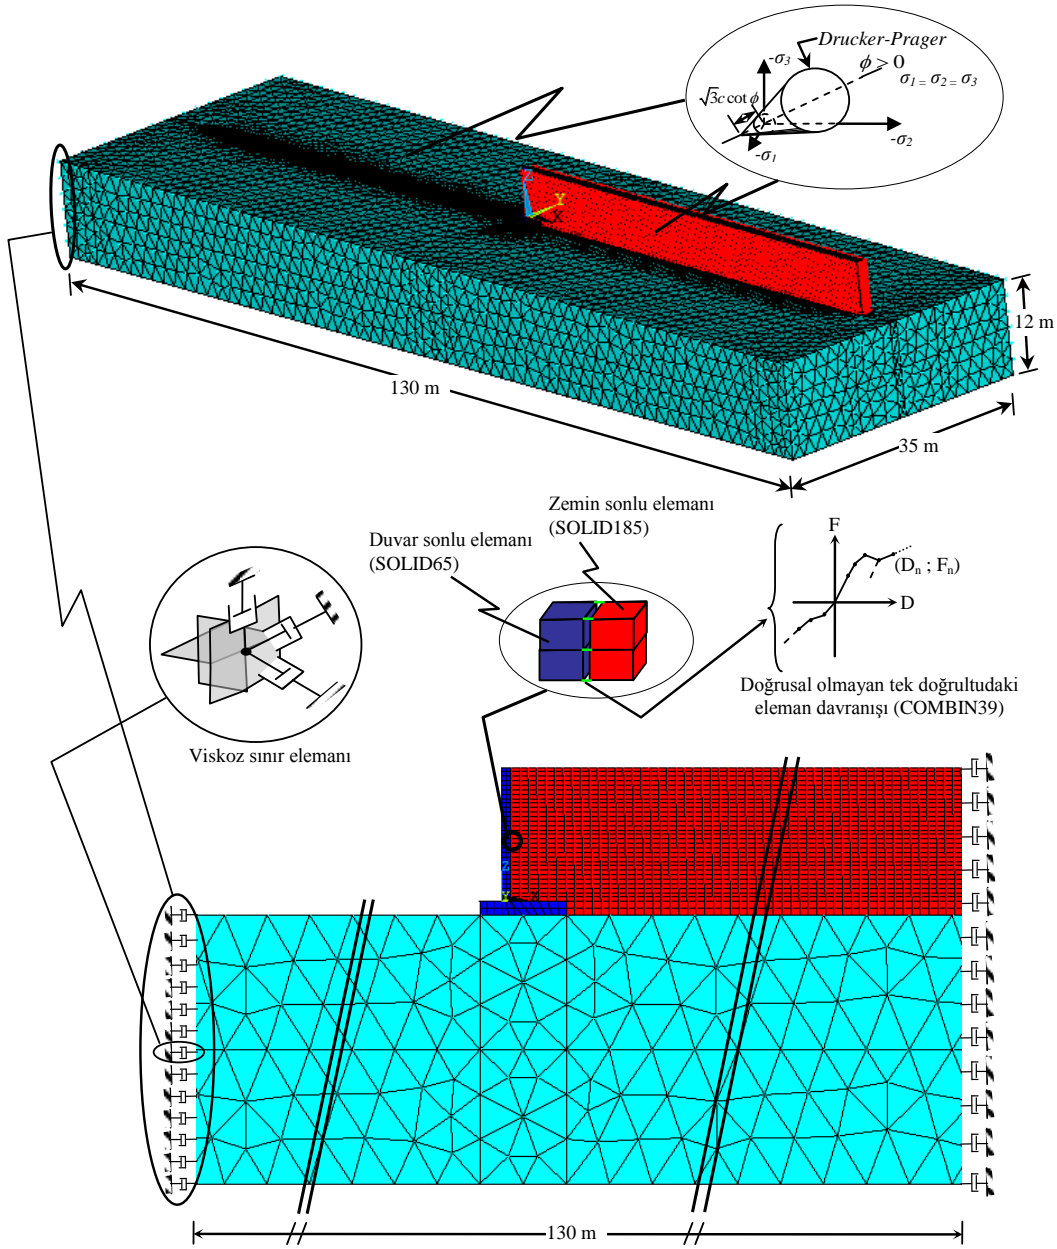 Drucker-Prager
-σ3
ϕ > 0
σ1 = σ2 = σ3
√3c cot ϕ
-σ2
-σ1
Z
Y
X
12 m
130 m
35 m
Zemin sonlu elemanı
(SOLID185)
Duvar sonlu elemanı
(SOLID65)
F
(Dn ; Fn)
D
Doğrusal olmayan tek doğrultudaki
eleman davranışı (COMBIN39)
Viskoz sınır elemanı
Z
Y
X
130 m